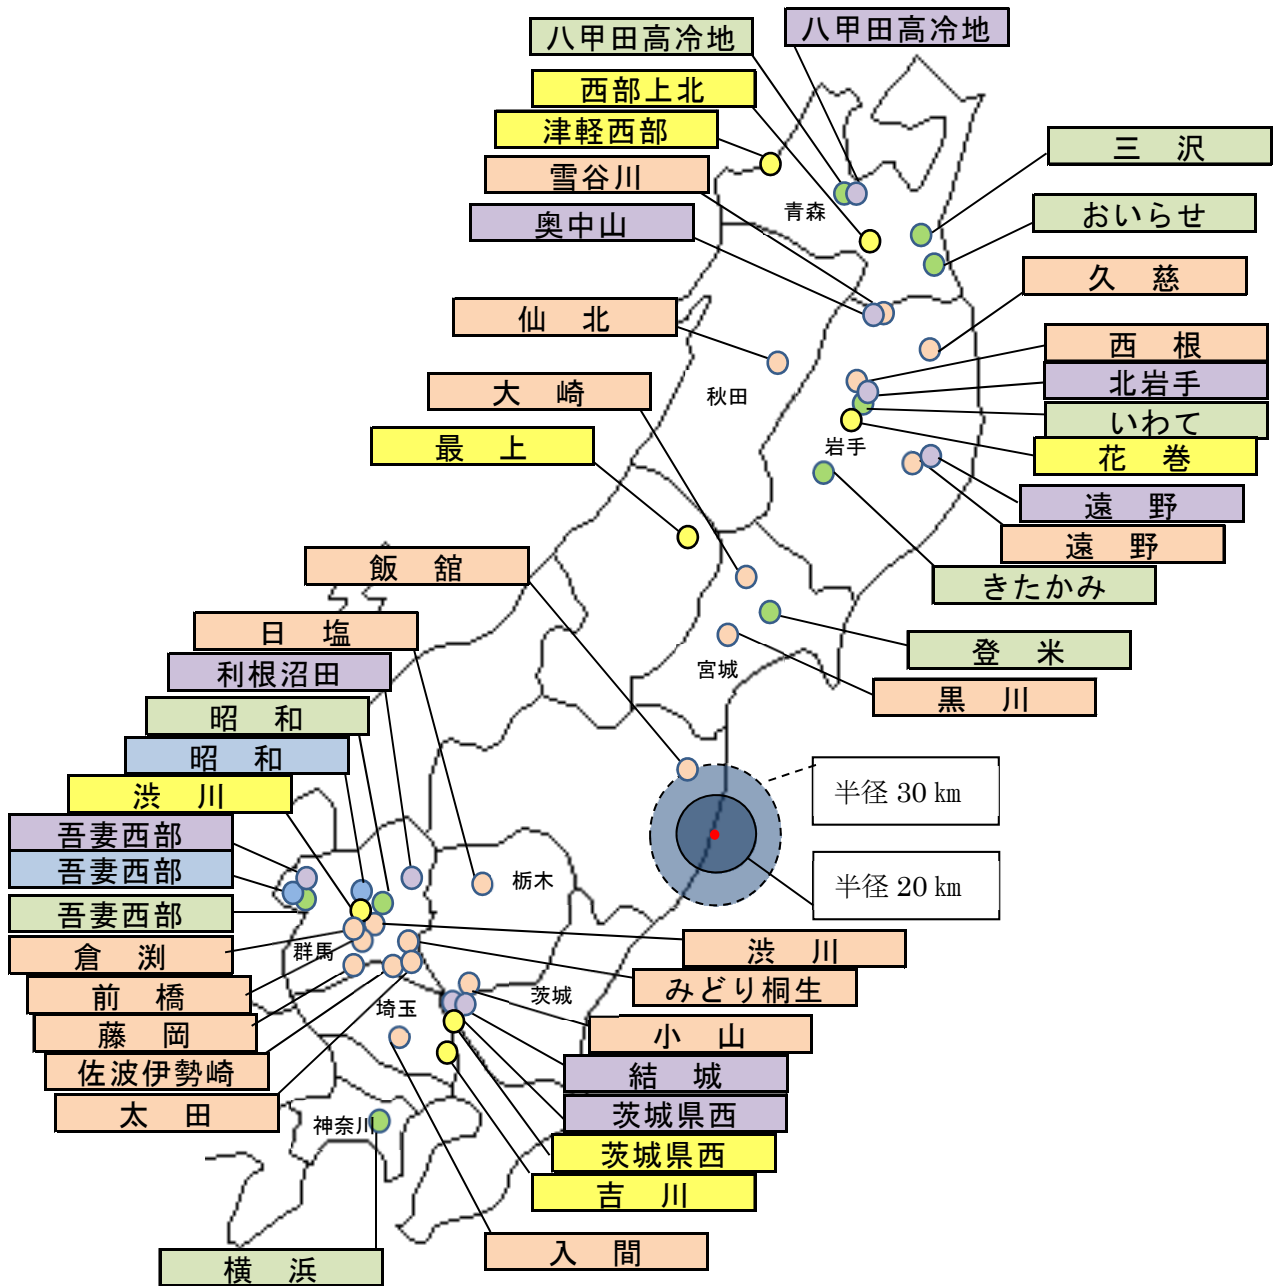 八甲田高冷地
八甲田高冷地
西部上北
津軽西部
三 沢
雪谷川
おいらせ
青森
奥中山
久 慈
仙 北
西 根
北岩手
大 崎
秋田
いわて
最 上
岩手
花 巻
遠 野
遠 野
飯 舘
きたかみ
日 塩
登 米
利根沼田
宮城
黒 川
昭 和
昭 和
渋 川
半径 30 ㎞
吾妻西部
吾妻西部
栃木
半径 20 ㎞
吾妻西部
倉 渕
群馬
渋 川
前 橋
みどり桐生
茨城
埼玉
藤 岡
小 山
佐波伊勢崎
結 城
太 田
神奈川
茨城県西
茨城県西
吉 川
入 間
横 浜